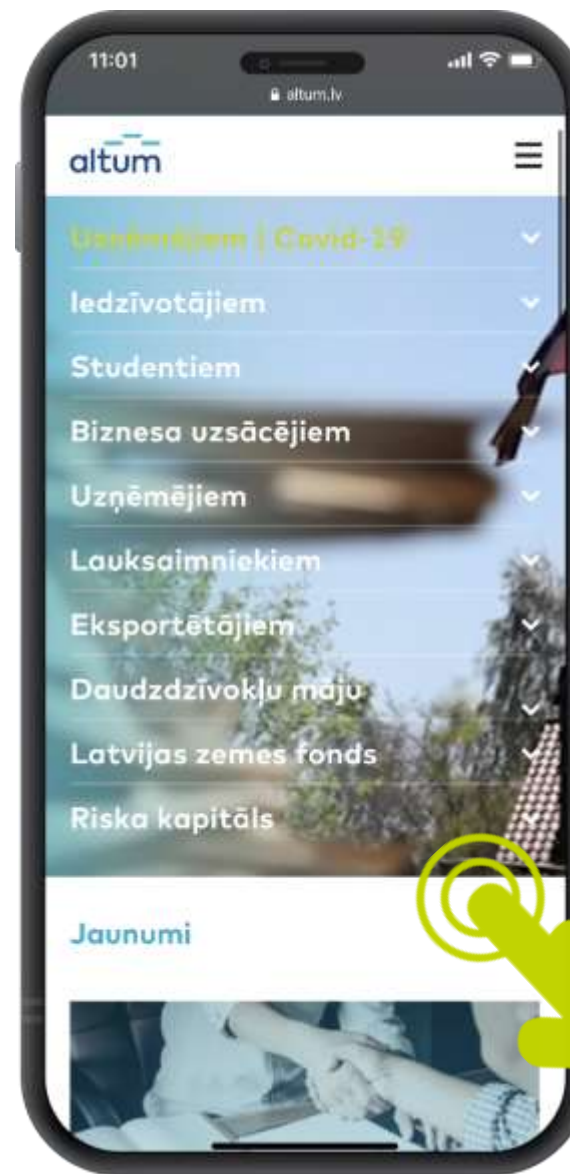 11:01
altum.lv
altum
Uzņēmējiem | Covid-19
Iedzīvotājiem
Studentiem
Biznesa uzsācējiem
Uzņēmējiem
Lauksaimniekiem
Eksportētājiem
Daudzdzīvokļu māju
Latvijas zemes fonds
Riska kapitāls
Jaunumi